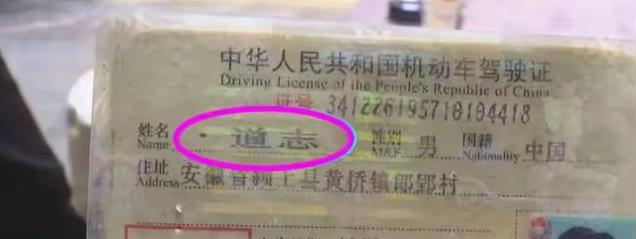 中华人民共和国机动车驾驶证
Driving License of the People's Republic of China
证号 341226195710104418
姓名 Name ·道志 性别 M&F 男 国籍 Nationality 中国
住址 Address 安徽省颍上县黄桥镇郎郢村